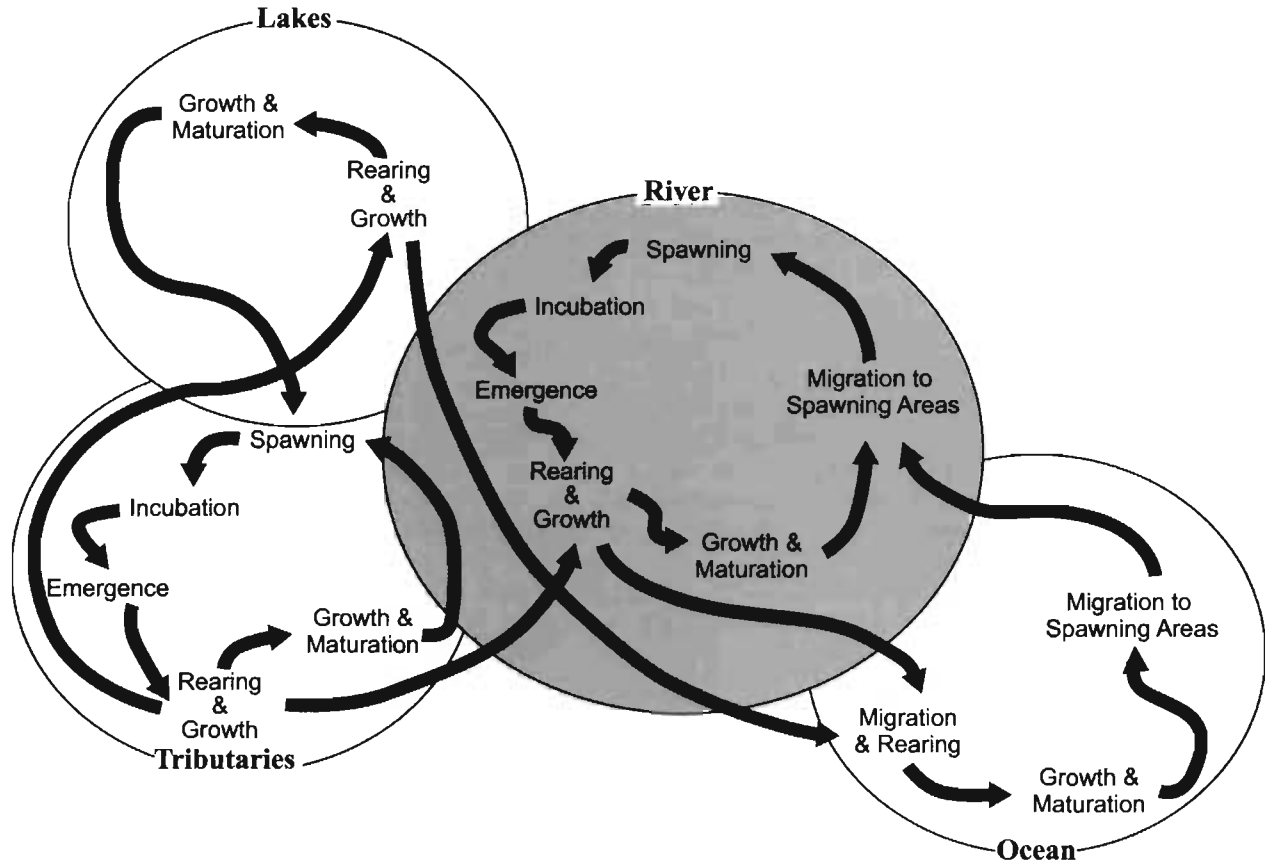 Lakes
Growth &
Maturation
Rearing
&
Growth
River
Spawning
Incubation
Emergence
Rearing
&
Growth
Growth &
Maturation
Migration to
Spawning Areas
Spawning
Incubation
Emergence
Rearing
&
Growth
Growth &
Maturation
Tributaries
Migration
& Rearing
Growth &
Maturation
Migration to
Spawning Areas
Ocean